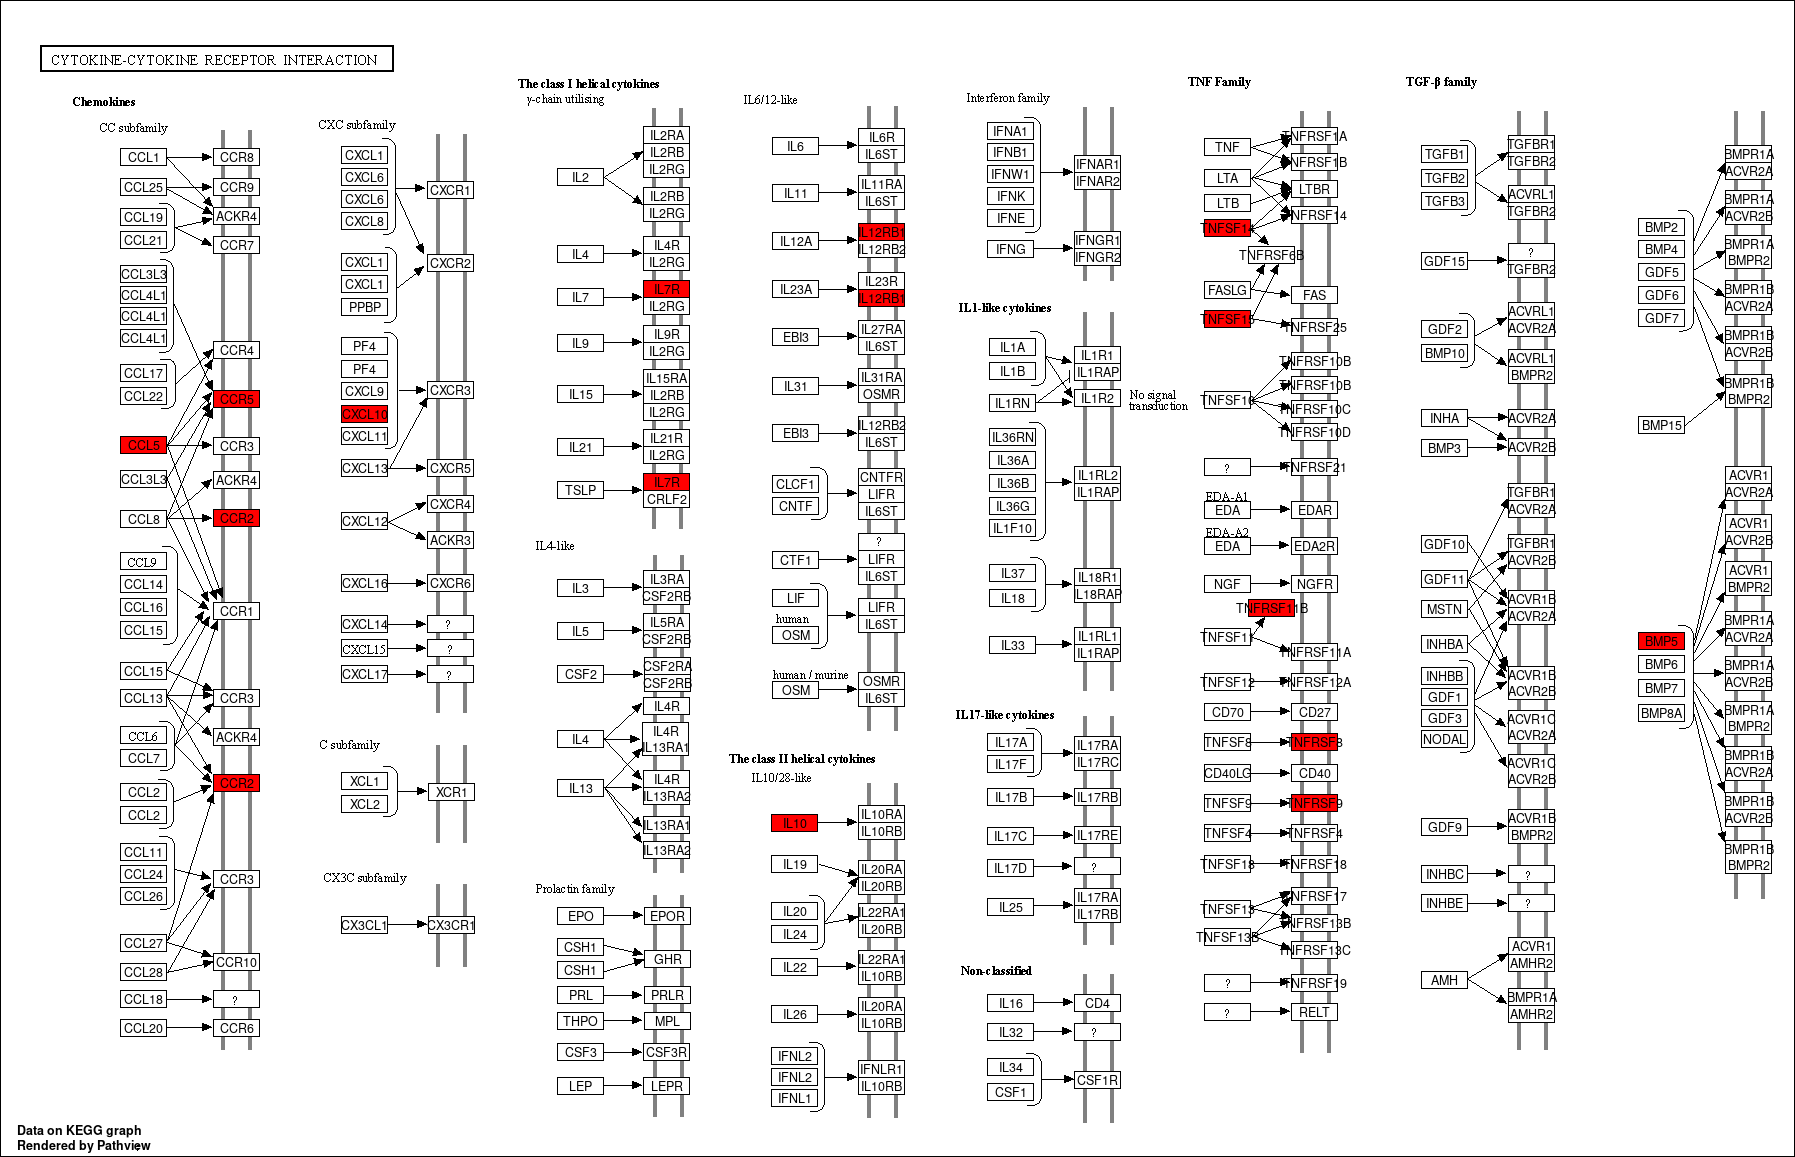 CYTOKINE-CYTOKINE RECEPTOR INTERACTION
Chemokines
CC subfamily
CCL1
CCR8
CCL25
CCR9
CCL19
ACKR4
CCL21
CCR7
CCL3L3
CCL4L1
CCL4L1
CCL4L1
CCR4
CCL17
CCL22
CCR5
CCL5
CCR3
CCL3L3
ACKR4
CCL8
CCR2
CCL9
CCL14
CCL16
CCR1
CCL15
CCL15
CCL13
CCR3
CCL6
ACKR4
CCL7
CCR2
CCL2
CCL2
CCL11
CCL24
CCR3
CCL26
CCL27
CCR10
CCL28
CCL18
?
CCL20
CCR6
CXC subfamily
CXCL1
CXCL6
CXCR1
CXCL6
CXCL8
CXCL1
CXCR2
CXCL1
PPBP
PF4
PF4
CXCL9
CXCR3
CXCL10
CXCL11
CXCL13
CXCR5
CXCR4
CXCL12
ACKR3
CXCL16
CXCR6
CXCL14
?
CXCL15
?
CXCL17
?
C subfamily
XCL1
XCR1
XCL2
CX3C subfamily
CX3CL1
CX3CR1
The class I helical cytokines
γ-chain utilising
IL2RA
IL2RB
IL2RG
IL2
IL2RB
IL2RG
IL4
IL4R
IL2RG
IL7
IL7R
IL2RG
IL9
IL9R
IL2RG
IL15
IL15RA
IL2RB
IL2RG
IL21
IL21R
IL2RG
TSLP
IL7R
CRLF2
IL4-like
IL3
IL3RA
CSF2RB
IL5
IL5RA
CSF2RB
CSF2
CSF2RA
CSF2RB
IL4R
IL4
IL4R
IL13RA1
IL13
IL4R
IL13RA2
IL13RA1
IL13RA2
Prolactin family
EPO
EPOR
CSH1
GHR
CSH1
PRL
PRLR
THPO
MPL
CSF3
CSF3R
LEP
LEPR
IL6/12-like
IL6
IL6R
IL6ST
IL11
IL11RA
IL6ST
IL12A
IL12RB1
IL12RB2
IL23A
IL23R
IL12RB1
EBI3
IL27RA
IL6ST
IL31
IL31RA
OSMR
EBI3
IL12RB2
IL6ST
CLCF1
CNTF
CNTFR
LIFR
IL6ST
CTF1
?
LIFR
IL6ST
LIF
human
OSM
LIFR
IL6ST
human / murine
OSM
OSMR
IL6ST
The class II helical cytokines
IL10/28-like
IL10
IL10RA
IL10RB
IL19
IL20RA
IL20RB
IL20
IL24
IL22RA1
IL20RB
IL22
IL22RA1
IL10RB
IL26
IL20RA
IL10RB
IFNL2
IFNL2
IFNL1
IFNLR1
IL10RB
Interferon family
IFNA1
IFNB1
IFNW1
IFNK
IFNE
IFNAR1
IFNAR2
IFNG
IFNGR1
IFNGR2
IL1-like cytokines
IL1A
IL1B
IL1R1
IL1RAP
IL1RN
IL1R2
No signal
transduction
IL36RN
IL36A
IL36B
IL36G
IL1F10
IL1RL2
IL1RAP
IL37
IL18
IL18R1
IL18RAP
IL33
IL1RL1
IL1RAP
IL17-like cytokines
IL17A
IL17F
IL17RA
IL17RC
IL17B
IL17RB
IL17C
IL17RE
IL17D
?
IL25
IL17RA
IL17RB
Non-classified
IL16
CD4
IL32
?
IL34
CSF1
CSF1R
TNF Family
TNF
TNFRSF1A
TNFRSF1B
LTA
LTBR
LTB
TNFRSF14
TNFSF14
TNFRSF6B
FASLG
FAS
TNFSF15
TNFRSF25
TNFRSF10B
TNFRSF10B
TNFSF10
TNFRSF10C
TNFRSF10D
?
TNFRSF21
EDA-A1
EDA
EDAR
EDA-A2
EDA
EDA2R
NGF
NGFR
TNFRSF11B
TNFSF11
TNFRSF11A
TNFSF12
TNFRSF12A
CD70
CD27
TNFSF8
TNFRSF8
CD40LG
CD40
TNFSF9
TNFRSF9
TNFSF4
TNFRSF4
TNFSF18
TNFRSF18
TNFRSF17
TNFSF13
TNFRSF13B
TNFSF13B
TNFRSF13C
?
TNFRSF19
?
RELT
TGF-β family
TGFB1
TGFB2
TGFB3
TGFBR1
TGFBR2
ACVRL1
TGFBR2
GDF15
?
TGFBR2
GDF2
BMP10
ACVRL1
ACVR2A
ACVRL1
BMPR2
INHA
ACVR2A
BMP3
ACVR2B
TGFBR1
ACVR2A
GDF10
TGFBR1
ACVR2B
GDF11
MSTN
ACVR1B
ACVR2A
INHBA
INHBB
GDF1
GDF3
NODAL
ACVR1B
ACVR2B
ACVR1C
ACVR2A
ACVR1C
ACVR2B
GDF9
ACVR1B
BMPR2
INHBC
?
INHBE
?
AMH
ACVR1
AMHR2
BMPR1A
AMHR2
BMP2
BMP4
GDF5
GDF6
GDF7
BMPR1A
ACVR2A
BMPR1A
ACVR2B
BMPR1A
BMPR2
BMPR1B
ACVR2A
BMPR1B
ACVR2B
BMPR1B
BMPR2
BMP15
BMP5
BMP6
BMP7
BMP8A
ACVR1
ACVR2A
ACVR1
ACVR2B
ACVR1
BMPR2
BMPR1A
ACVR2A
BMPR1A
ACVR2B
BMPR1A
BMPR2
BMPR1B
ACVR2A
BMPR1B
ACVR2B
BMPR1B
BMPR2
Data on KEGG graph
Rendered by Pathview